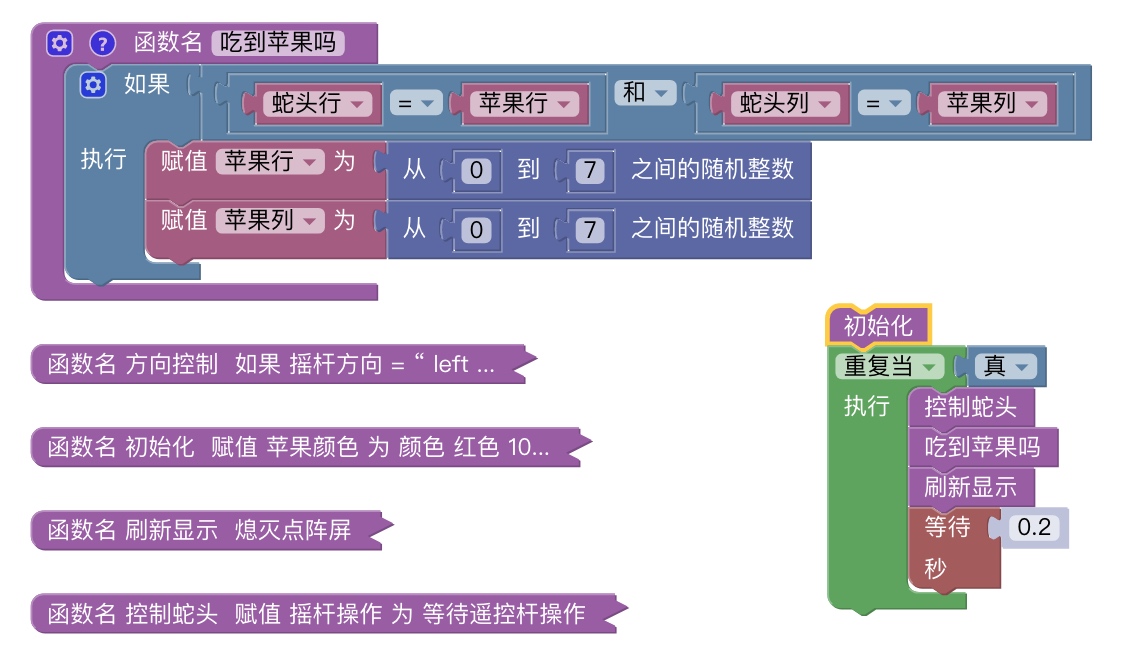 ? 函数名 吃到苹果吗
如果 蛇头行 = 苹果行 和 蛇头列 = 苹果列
执行 赋值 苹果行 为 从 0 到 7 之间的随机整数
赋值 苹果列 为 从 0 到 7 之间的随机整数
函数名 方向控制 如果 摇杆方向 = “ left ...
函数名 初始化 赋值 苹果颜色 为 颜色 红色 10...
函数名 刷新显示 熄灭点阵屏
函数名 控制蛇头 赋值 摇杆操作 为 等待遥控杆操作
初始化
重复当 真
执行 控制蛇头
吃到苹果吗
刷新显示
等待 0.2
秒